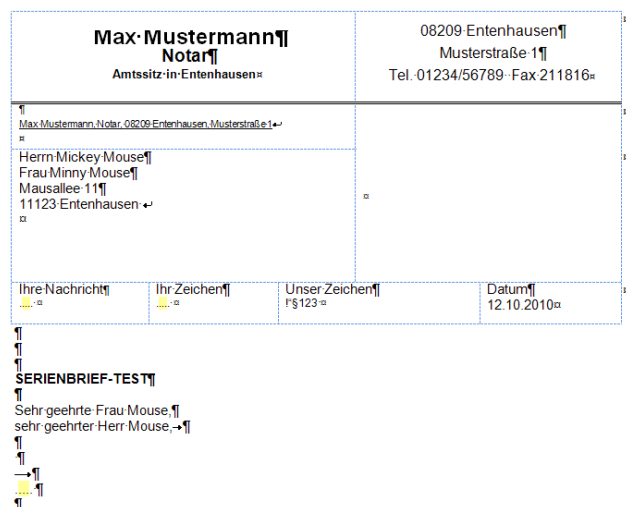 Max Mustermann¶
Notar¶
Amtssitz in Entenhausen¤
08209 Entenhausen¶
Musterstraße 1¶
Tel. 01234/56789  Fax 211816¤
¶
Max Mustermann, Notar, 08209 Entenhausen, Musterstraße 1↵
¤
Herrn Mickey Mouse¶
Frau Minny Mouse¶
Mausallee 11¶
11123 Entenhausen ↵
¤
¤
Ihre Nachricht¶
..... ¤
Ihr Zeichen¶
..... ¤
Unser Zeichen¶
!"§123 ¤
Datum¶
12.10.2010¤
¶
¶
¶
SERIENBRIEF-TEST¶
¶
Sehr geehrte Frau Mouse,¶
sehr geehrter Herr Mouse,→¶
¶
¶
→¶
..... ¶
¶